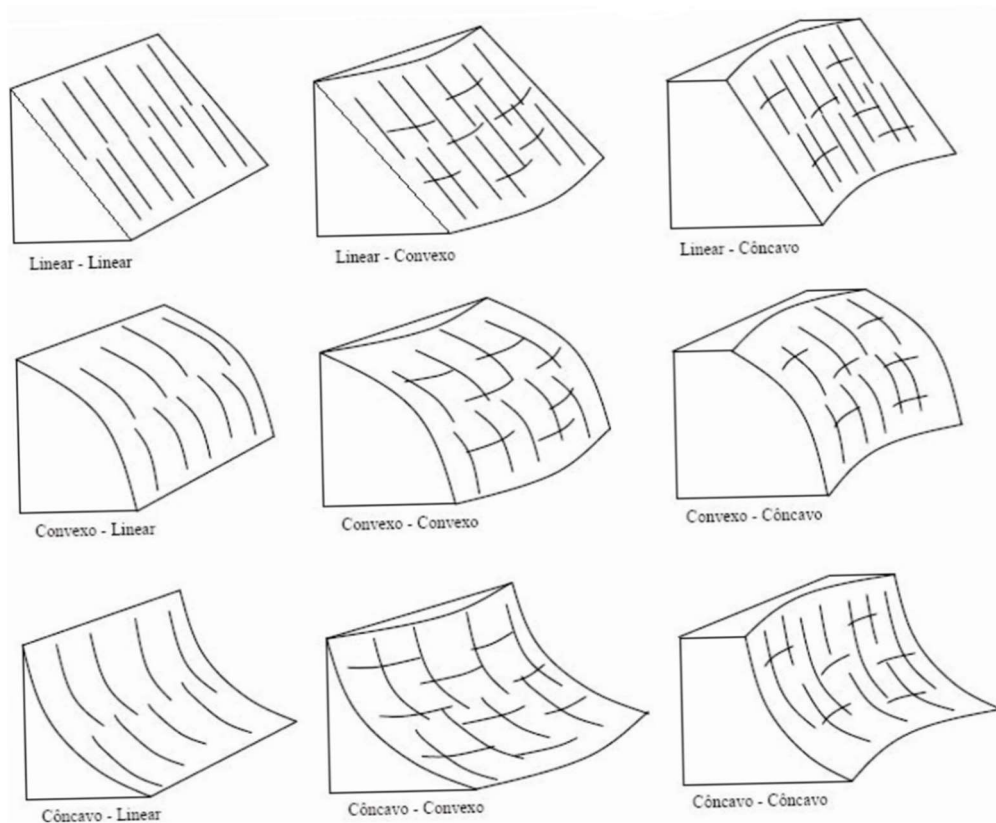 Linear - Linear
Linear - Convexo
Linear - Côncavo
Convexo - Linear
Convexo - Convexo
Convexo - Côncavo
Côncavo - Linear
Côncavo - Convexo
Côncavo - Côncavo